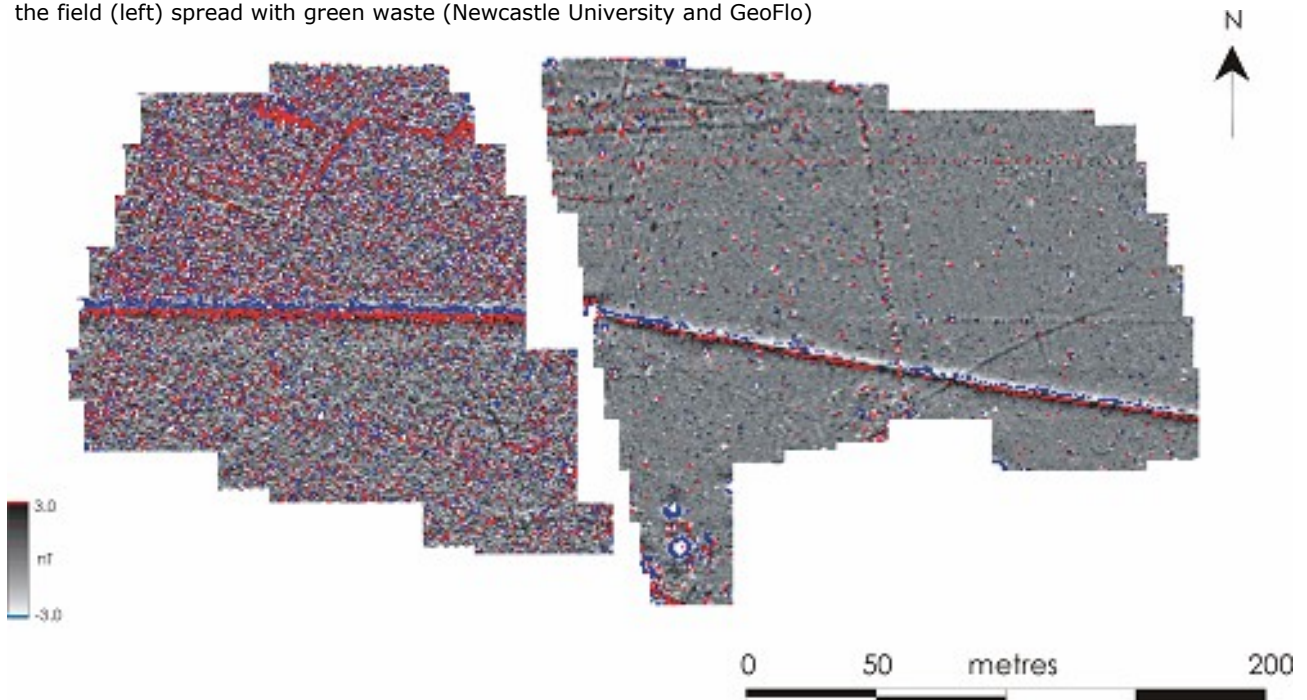 the field (left) spread with green waste (Newcastle University and GeoFlo)
N
3.0
nT
-3.0
0 50 metres 200